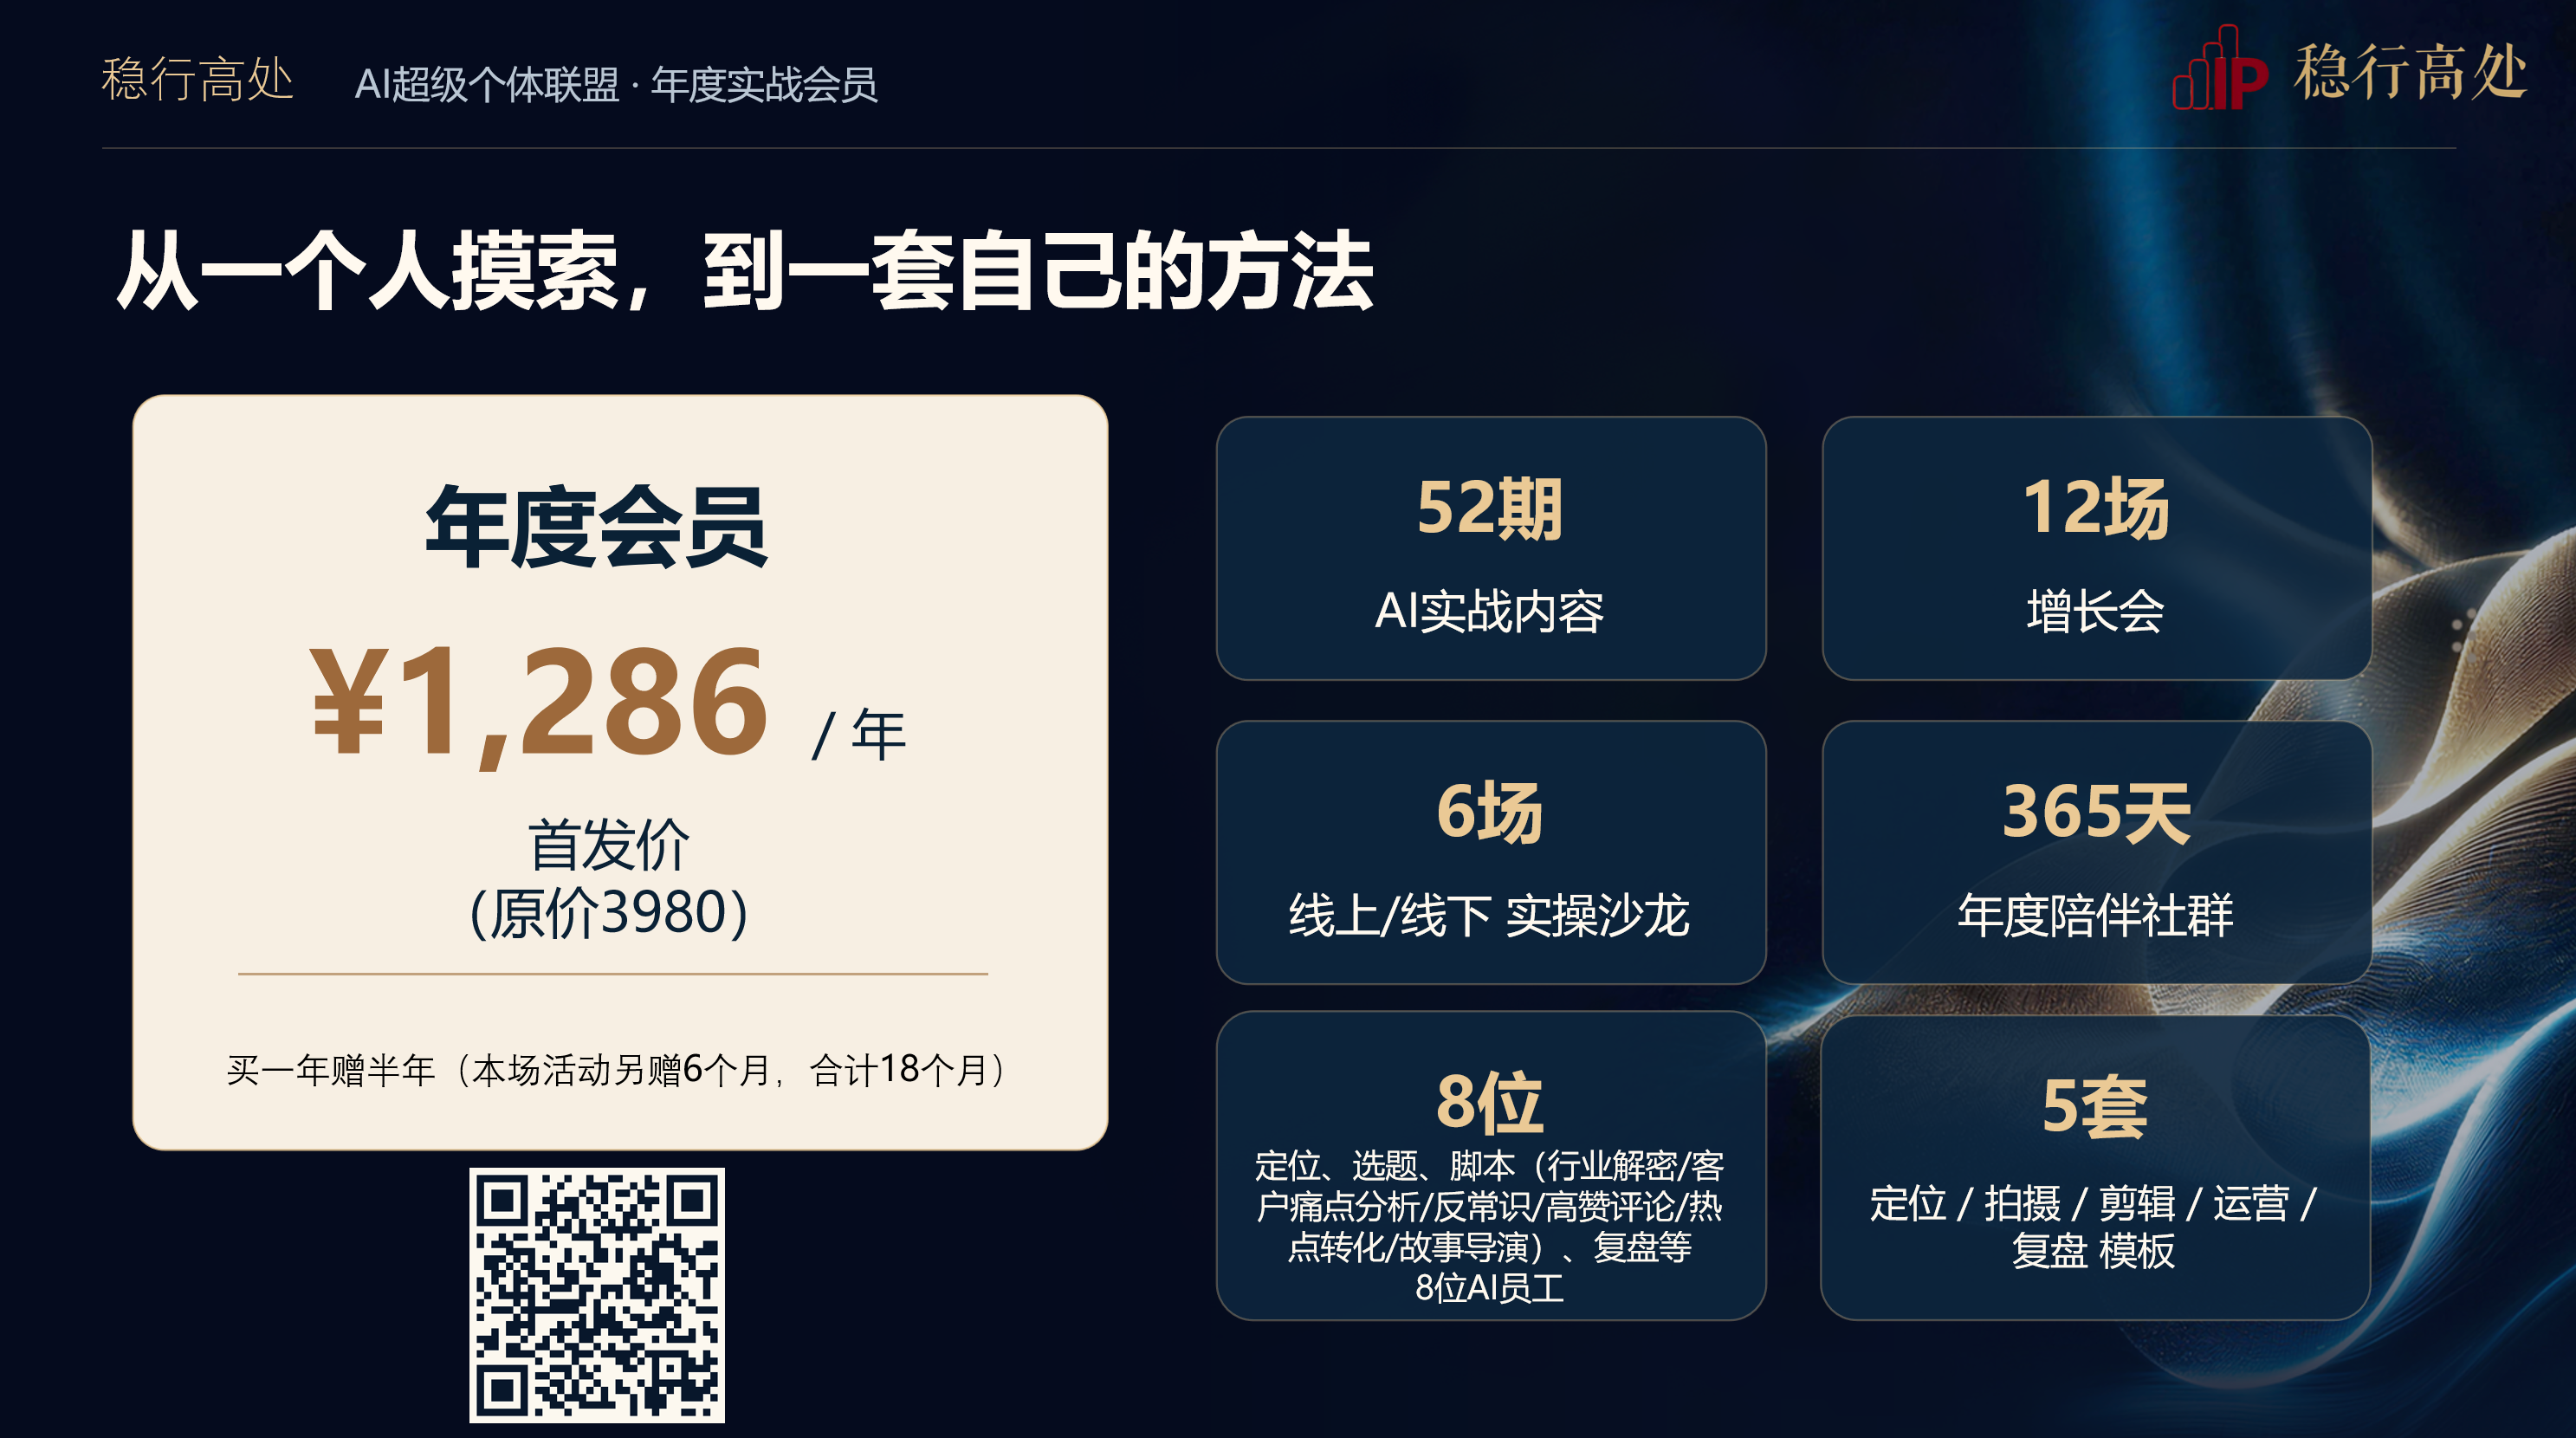 稳行高处
AI超级个体联盟 · 年度实战会员
IP 稳行高处
从一个人摸索，到一套自己的方法
年度会员
¥1,286 / 年
首发价
（原价3980）
买一年赠半年（本场活动另赠6个月，合计18个月）
52期
AI实战内容
12场
增长会
6场
线上/线下 实操沙龙
365天
年度陪伴社群
8位
定位、选题、脚本（行业解密/客
户痛点分析/反常识/高赞评论/热
点转化/故事导演）、复盘等
8位AI员工
5套
定位 / 拍摄 / 剪辑 / 运营 /
复盘 模板